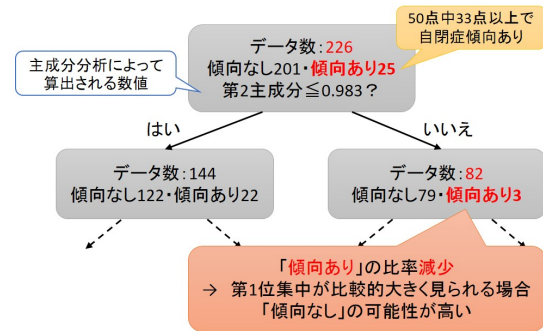 データ数:226
傾向なし201・傾向あり25
第2主成分≦0.983?
50点中33点以上で
自閉症傾向あり
主成分分析によって
算出される数値
はい
いいえ
データ数:144
傾向なし122・傾向あり22
データ数:82
傾向なし79・傾向あり3
「傾向あり」の比率減少
→ 第1位集中が比較的大きく見られる場合
「傾向なし」の可能性が高い